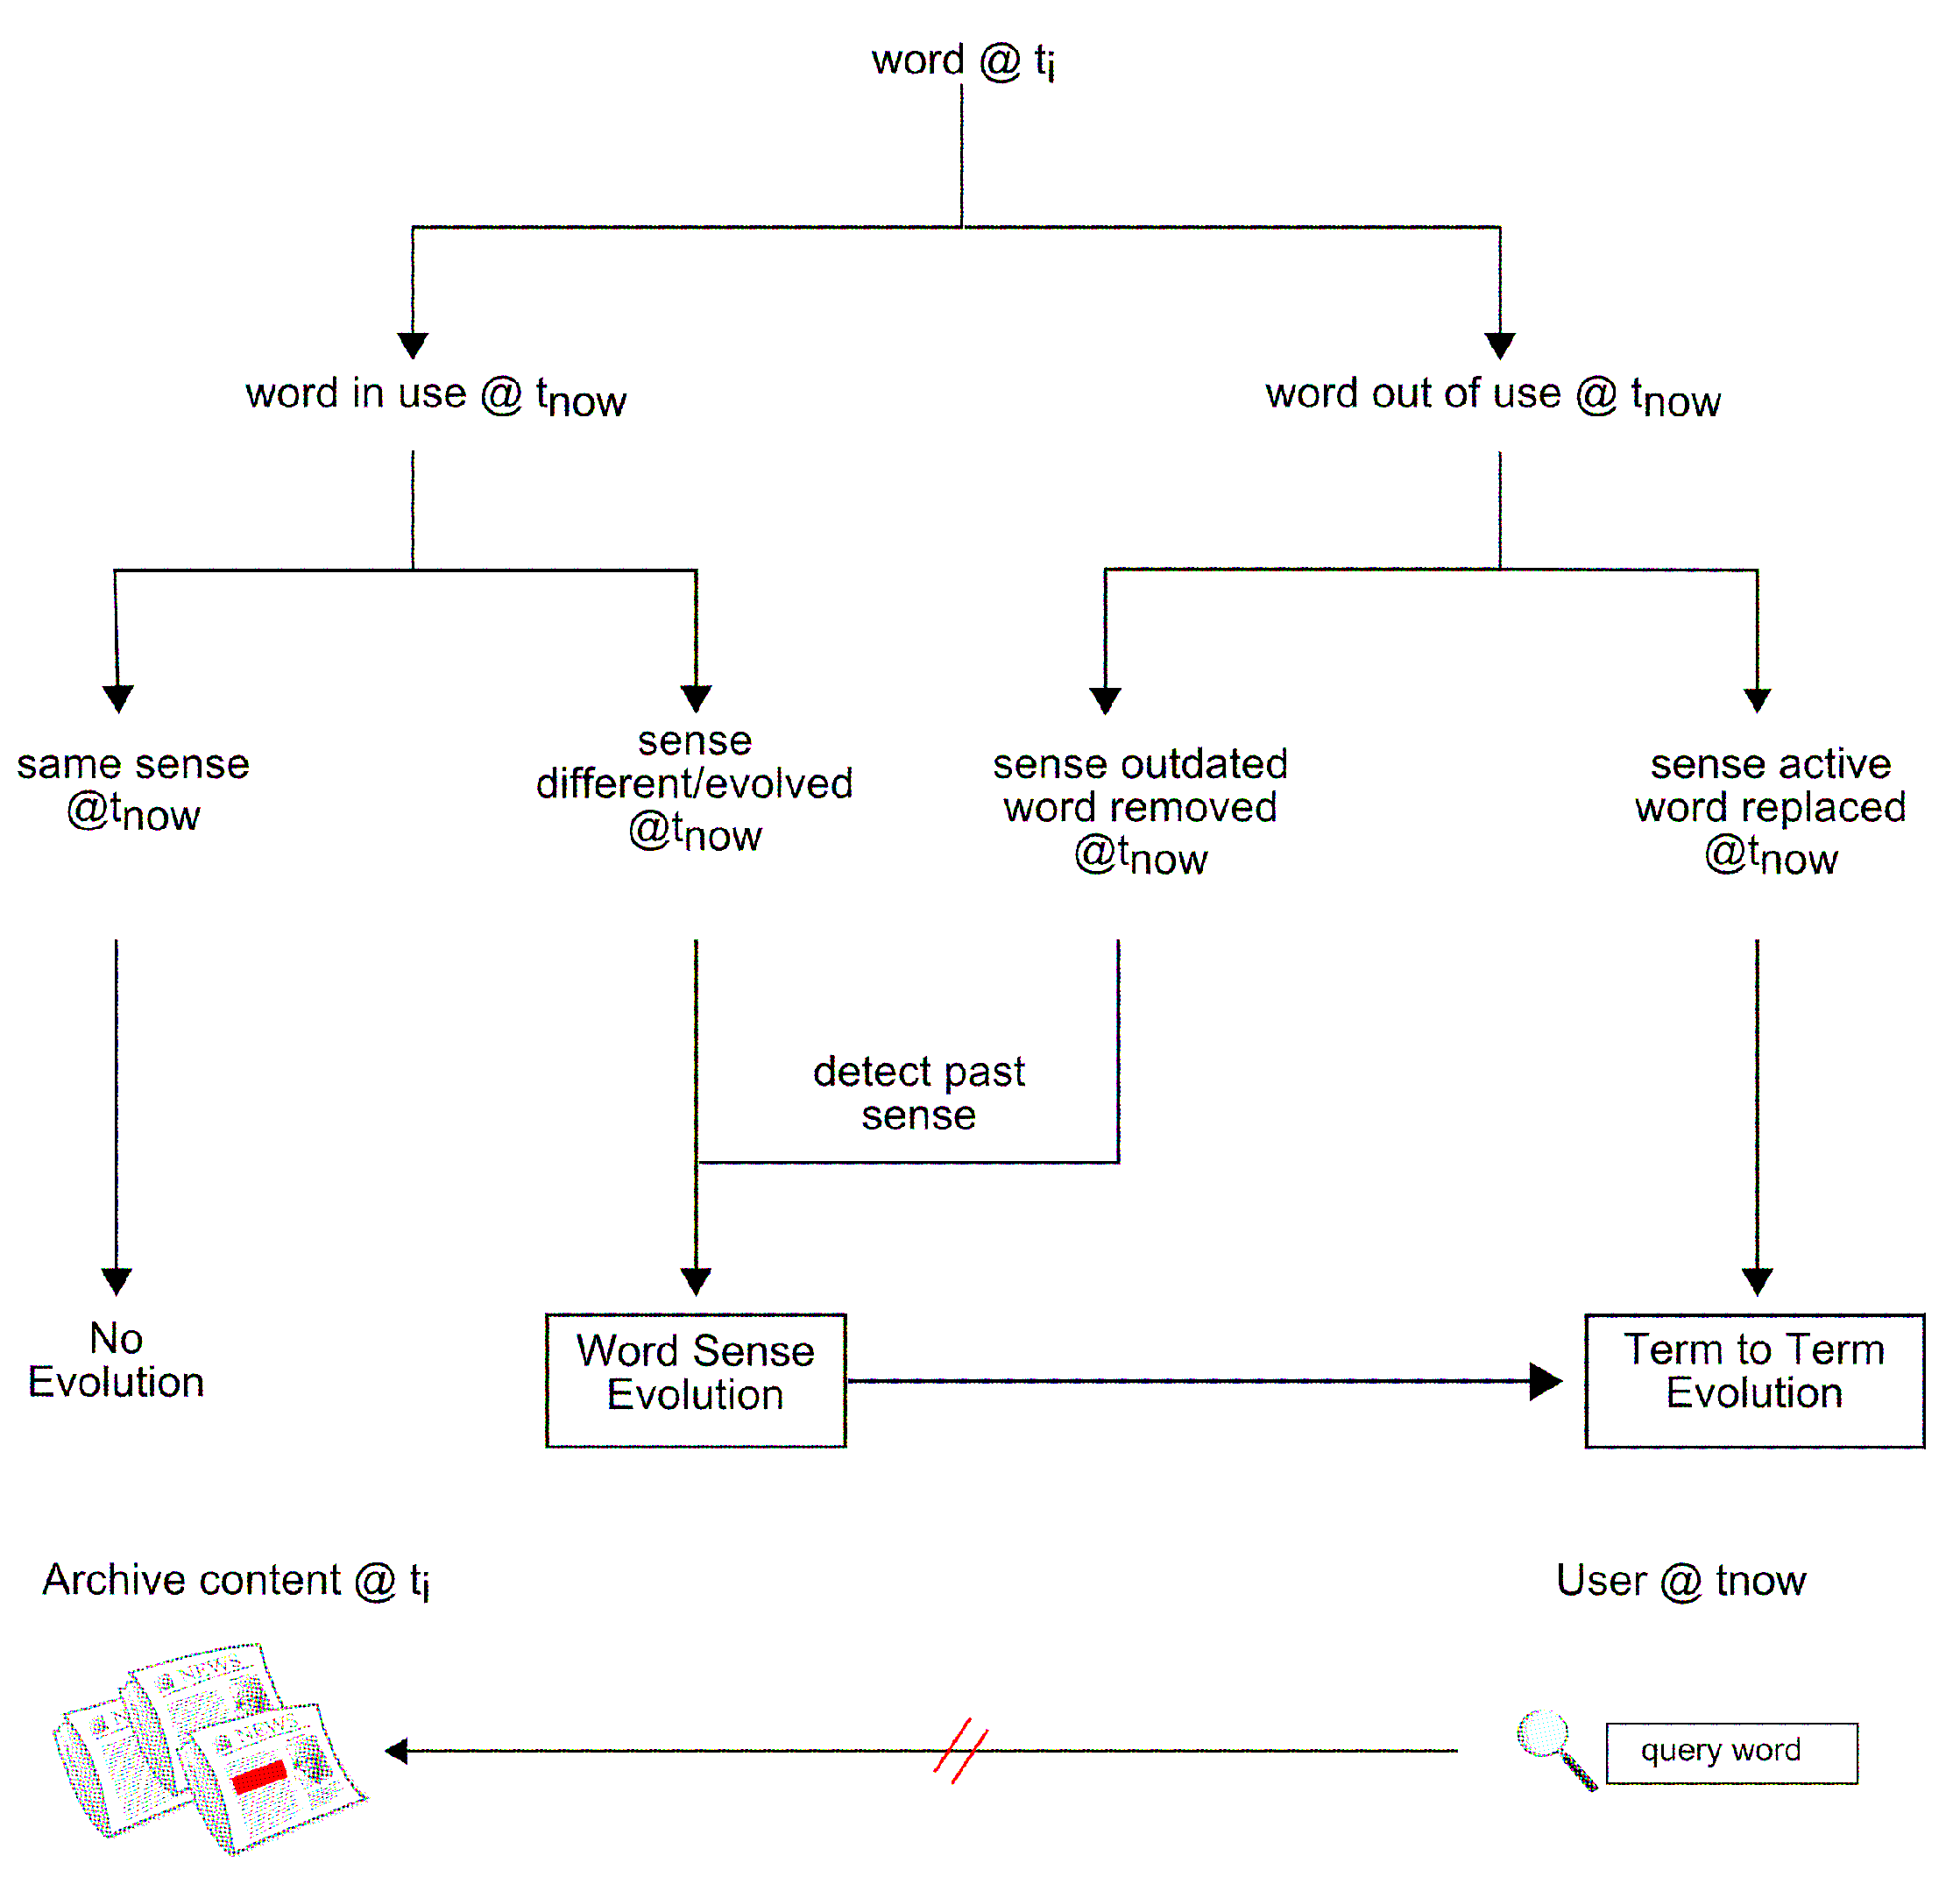 word @ ti
word in use @ tnow
word out of use @ tnow
same sense
@tnow
sense
different/evolved
@tnow
sense outdated
word removed
@tnow
sense active
word replaced
@tnow
detect past
sense
No
Evolution
Word Sense
Evolution
Term to Term
Evolution
Archive content @ ti
User @ tnow
NEWS
N
NEWS
query word